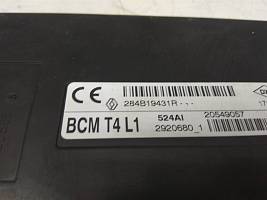 CE
284B19431R - - -
BCM T4 L1
524AI
20549057
2920680_1